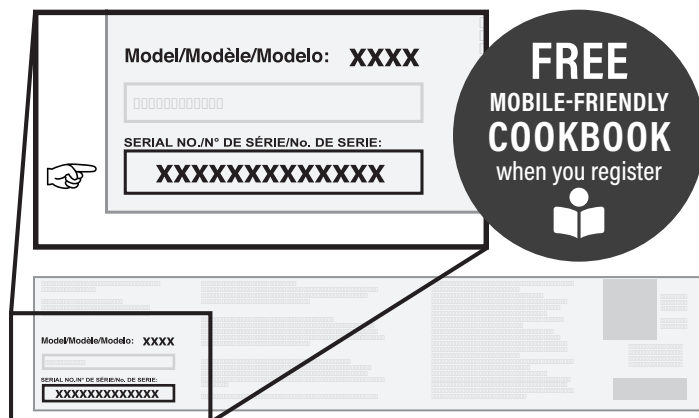 Model/Modèle/Modelo: XXXX
SERIAL NO./N° DE SÉRIE/No. DE SERIE:
XXXXXXXXXXXXX
FREE
MOBILE-FRIENDLY
COOKBOOK
when you register
Model/Modèle/Modelo: XXXX
SERIAL NO./N° DE SÉRIE/No. DE SERIE:
XXXXXXXXXXXXX